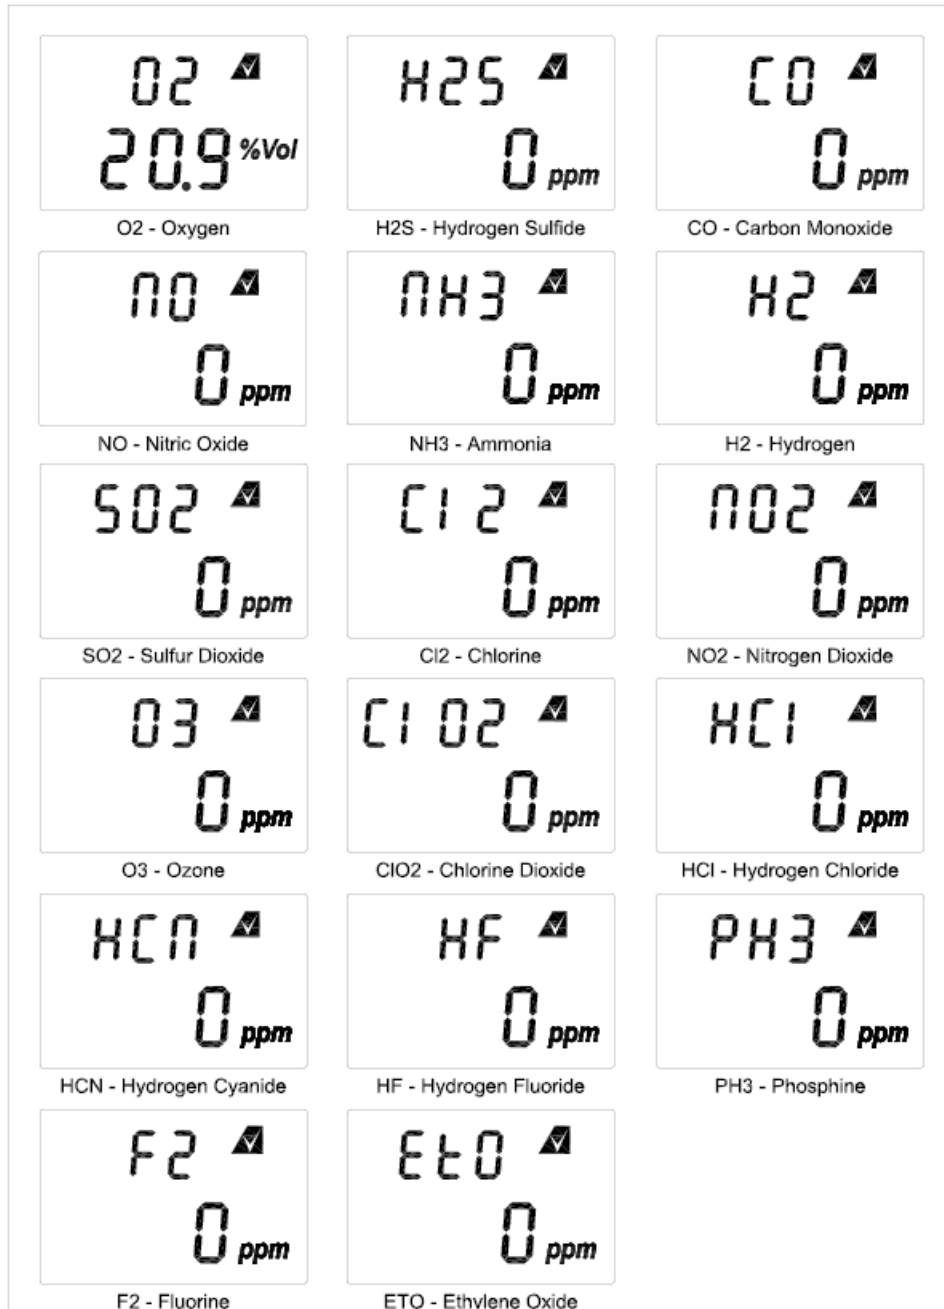 O2
20.9 %Vol
O2 - Oxygen
H2S
0 ppm
H2S - Hydrogen Sulfide
CO
0 ppm
CO - Carbon Monoxide
NO
0 ppm
NO - Nitric Oxide
NH3
0 ppm
NH3 - Ammonia
H2
0 ppm
H2 - Hydrogen
SO2
0 ppm
SO2 - Sulfur Dioxide
Cl 2
0 ppm
Cl2 - Chlorine
NO2
0 ppm
NO2 - Nitrogen Dioxide
O3
0 ppm
O3 - Ozone
Cl O2
0 ppm
ClO2 - Chlorine Dioxide
HCl
0 ppm
HCl - Hydrogen Chloride
HCN
0 ppm
HCN - Hydrogen Cyanide
HF
0 ppm
HF - Hydrogen Fluoride
PH3
0 ppm
PH3 - Phosphine
F2
0 ppm
F2 - Fluorine
EtO
0 ppm
ETO - Ethylene Oxide